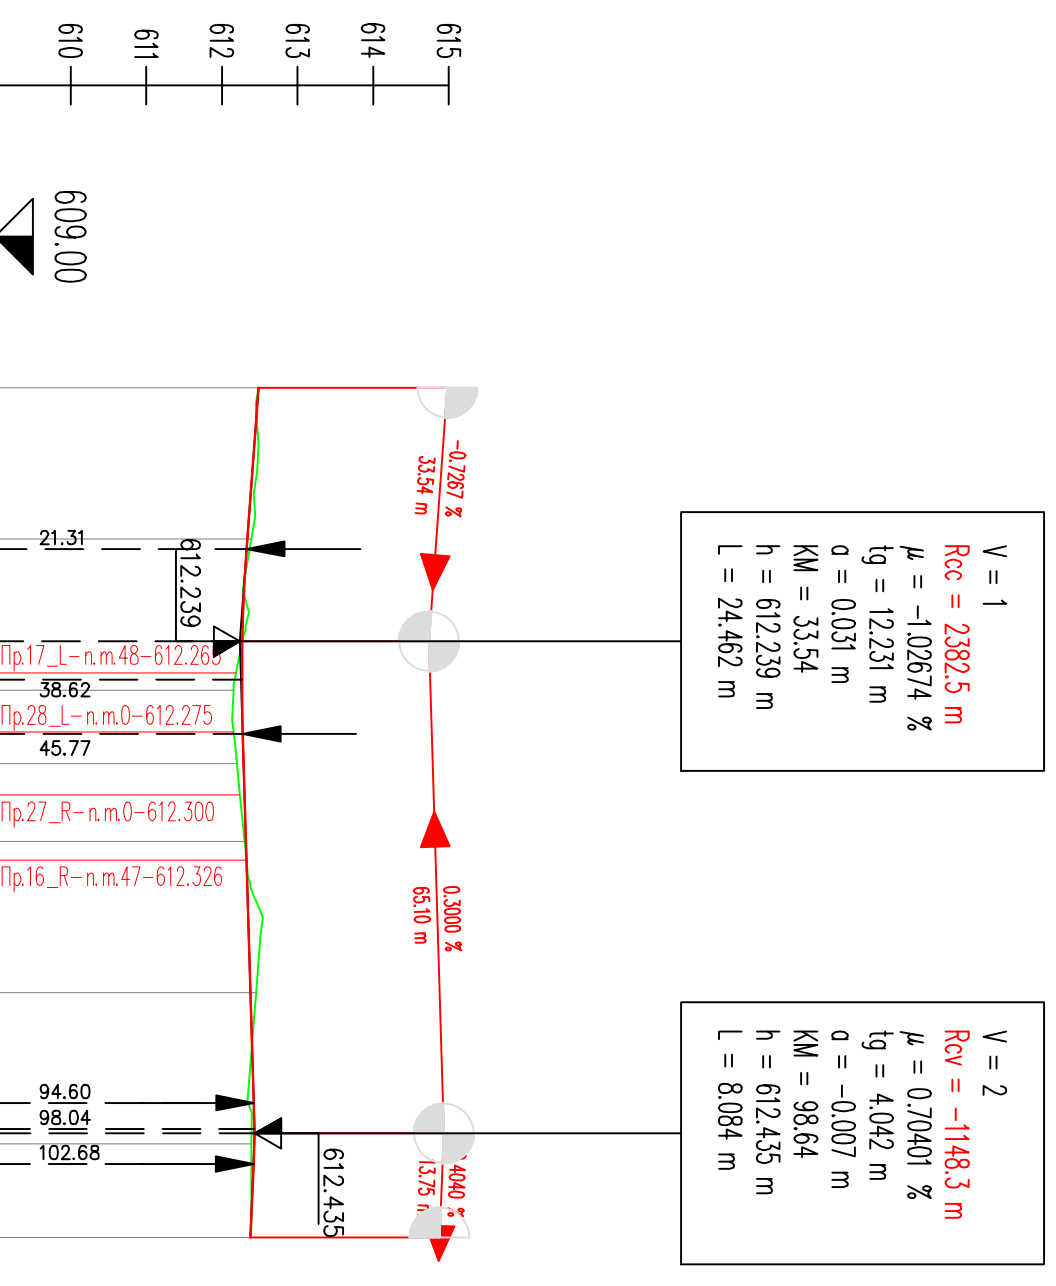 615
614
613
612
611
610
609.00
V = 1
Rcc = 2382.5 m
μ = -1.02674 %
tg = 12.231 m
a = 0.031 m
KM = 33.54
h = 612.239 m
L = 24.462 m
V = 2
Rcv = -1148.3 m
μ = 0.70401 %
tg = 4.042 m
a = -0.007 m
KM = 98.64
h = 612.435 m
L = 8.084 m
-0.7267 %
33.54 m
0.3000 %
65.10 m
4040 %
13.75 m
612.239
612.435
21.31
Пр.17_L-п.т.48-612.263
38.62
Пр.28_L-п.т.0-612.275
45.77
Пр.27_R-п.т.0-612.300
Пр.16_R-п.т.47-612.326
94.60
98.04
102.68